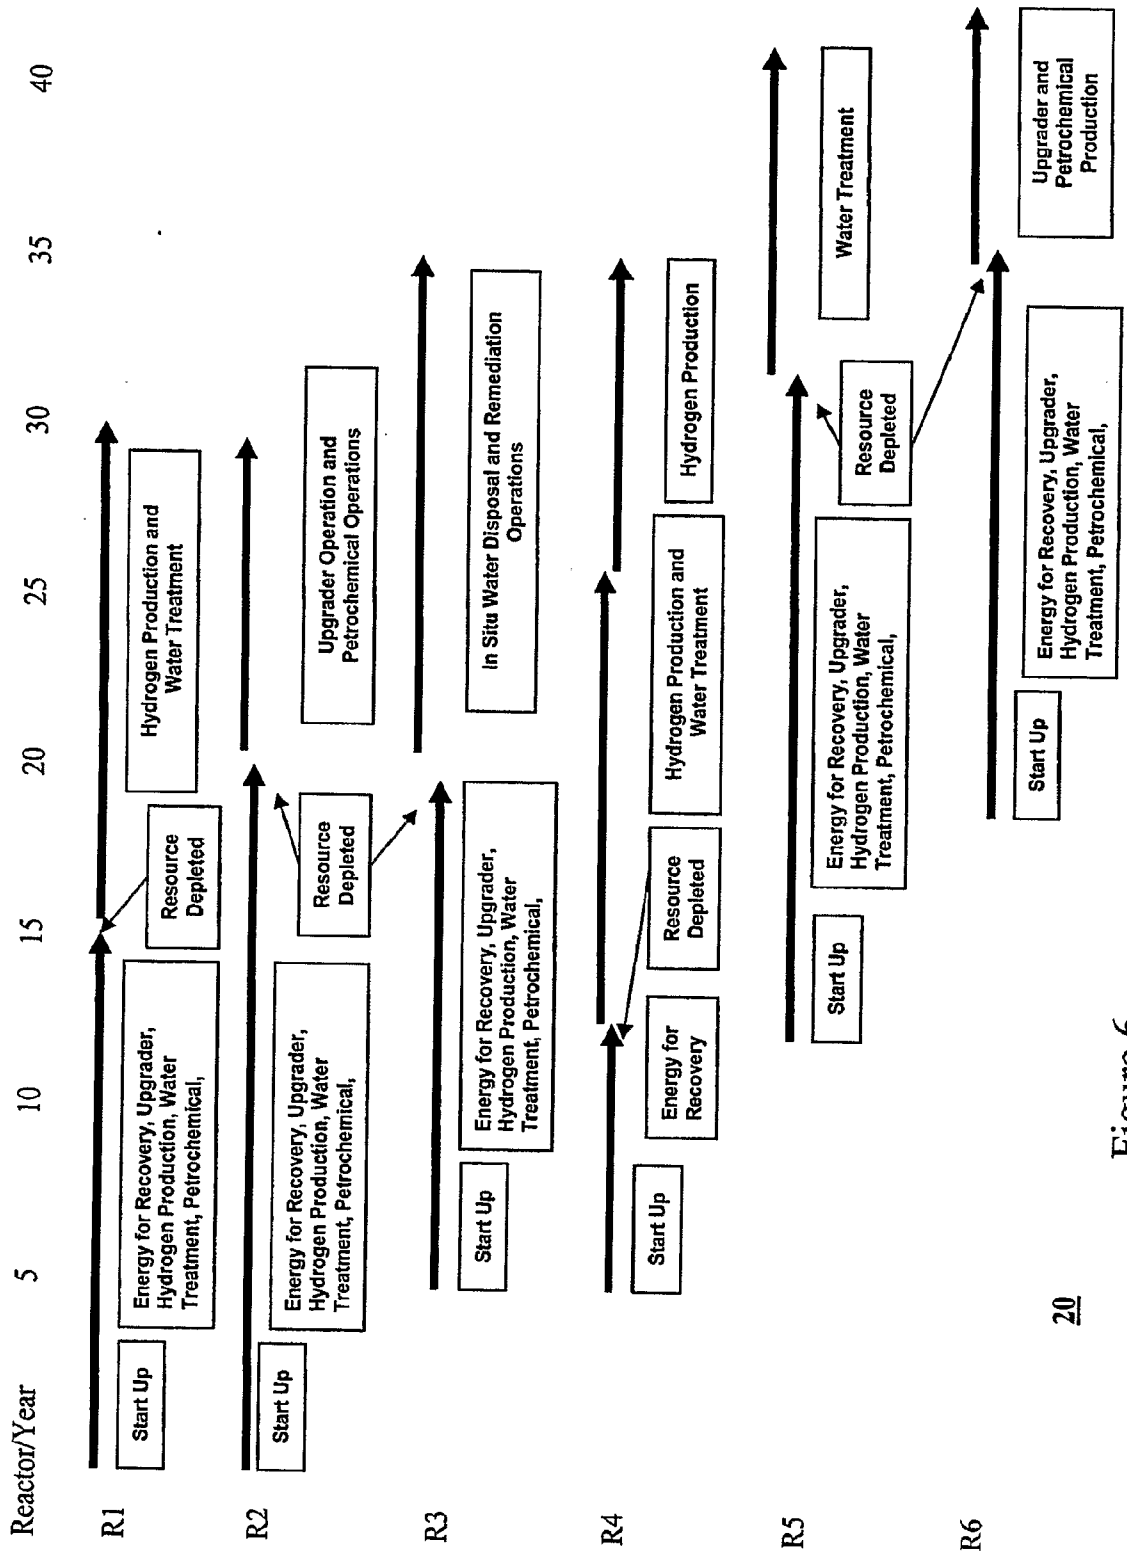 Reactor/Year
5
10
15
20
25
30
35
40
R1
Start Up
Energy for Recovery, Upgrader,
Hydrogen Production, Water
Treatment, Petrochemical,
Resource
Depleted
Hydrogen Production and
Water Treatment
R2
Start Up
Energy for Recovery, Upgrader,
Hydrogen Production, Water
Treatment, Petrochemical,
Resource
Depleted
Upgrader Operation and
Petrochemical Operations
R3
Start Up
Energy for Recovery, Upgrader,
Hydrogen Production, Water
Treatment, Petrochemical,
In Situ Water Disposal and Remediation
Operations
R4
Start Up
Energy for
Recovery
Resource
Depleted
Hydrogen Production and
Water Treatment
Hydrogen Production
R5
Start Up
Energy for Recovery, Upgrader,
Hydrogen Production, Water
Treatment, Petrochemical,
Resource
Depleted
Water Treatment
R6
Start Up
Energy for Recovery, Upgrader,
Hydrogen Production, Water
Treatment, Petrochemical,
Upgrader and
Petrochemical
Production
20
Figure 6